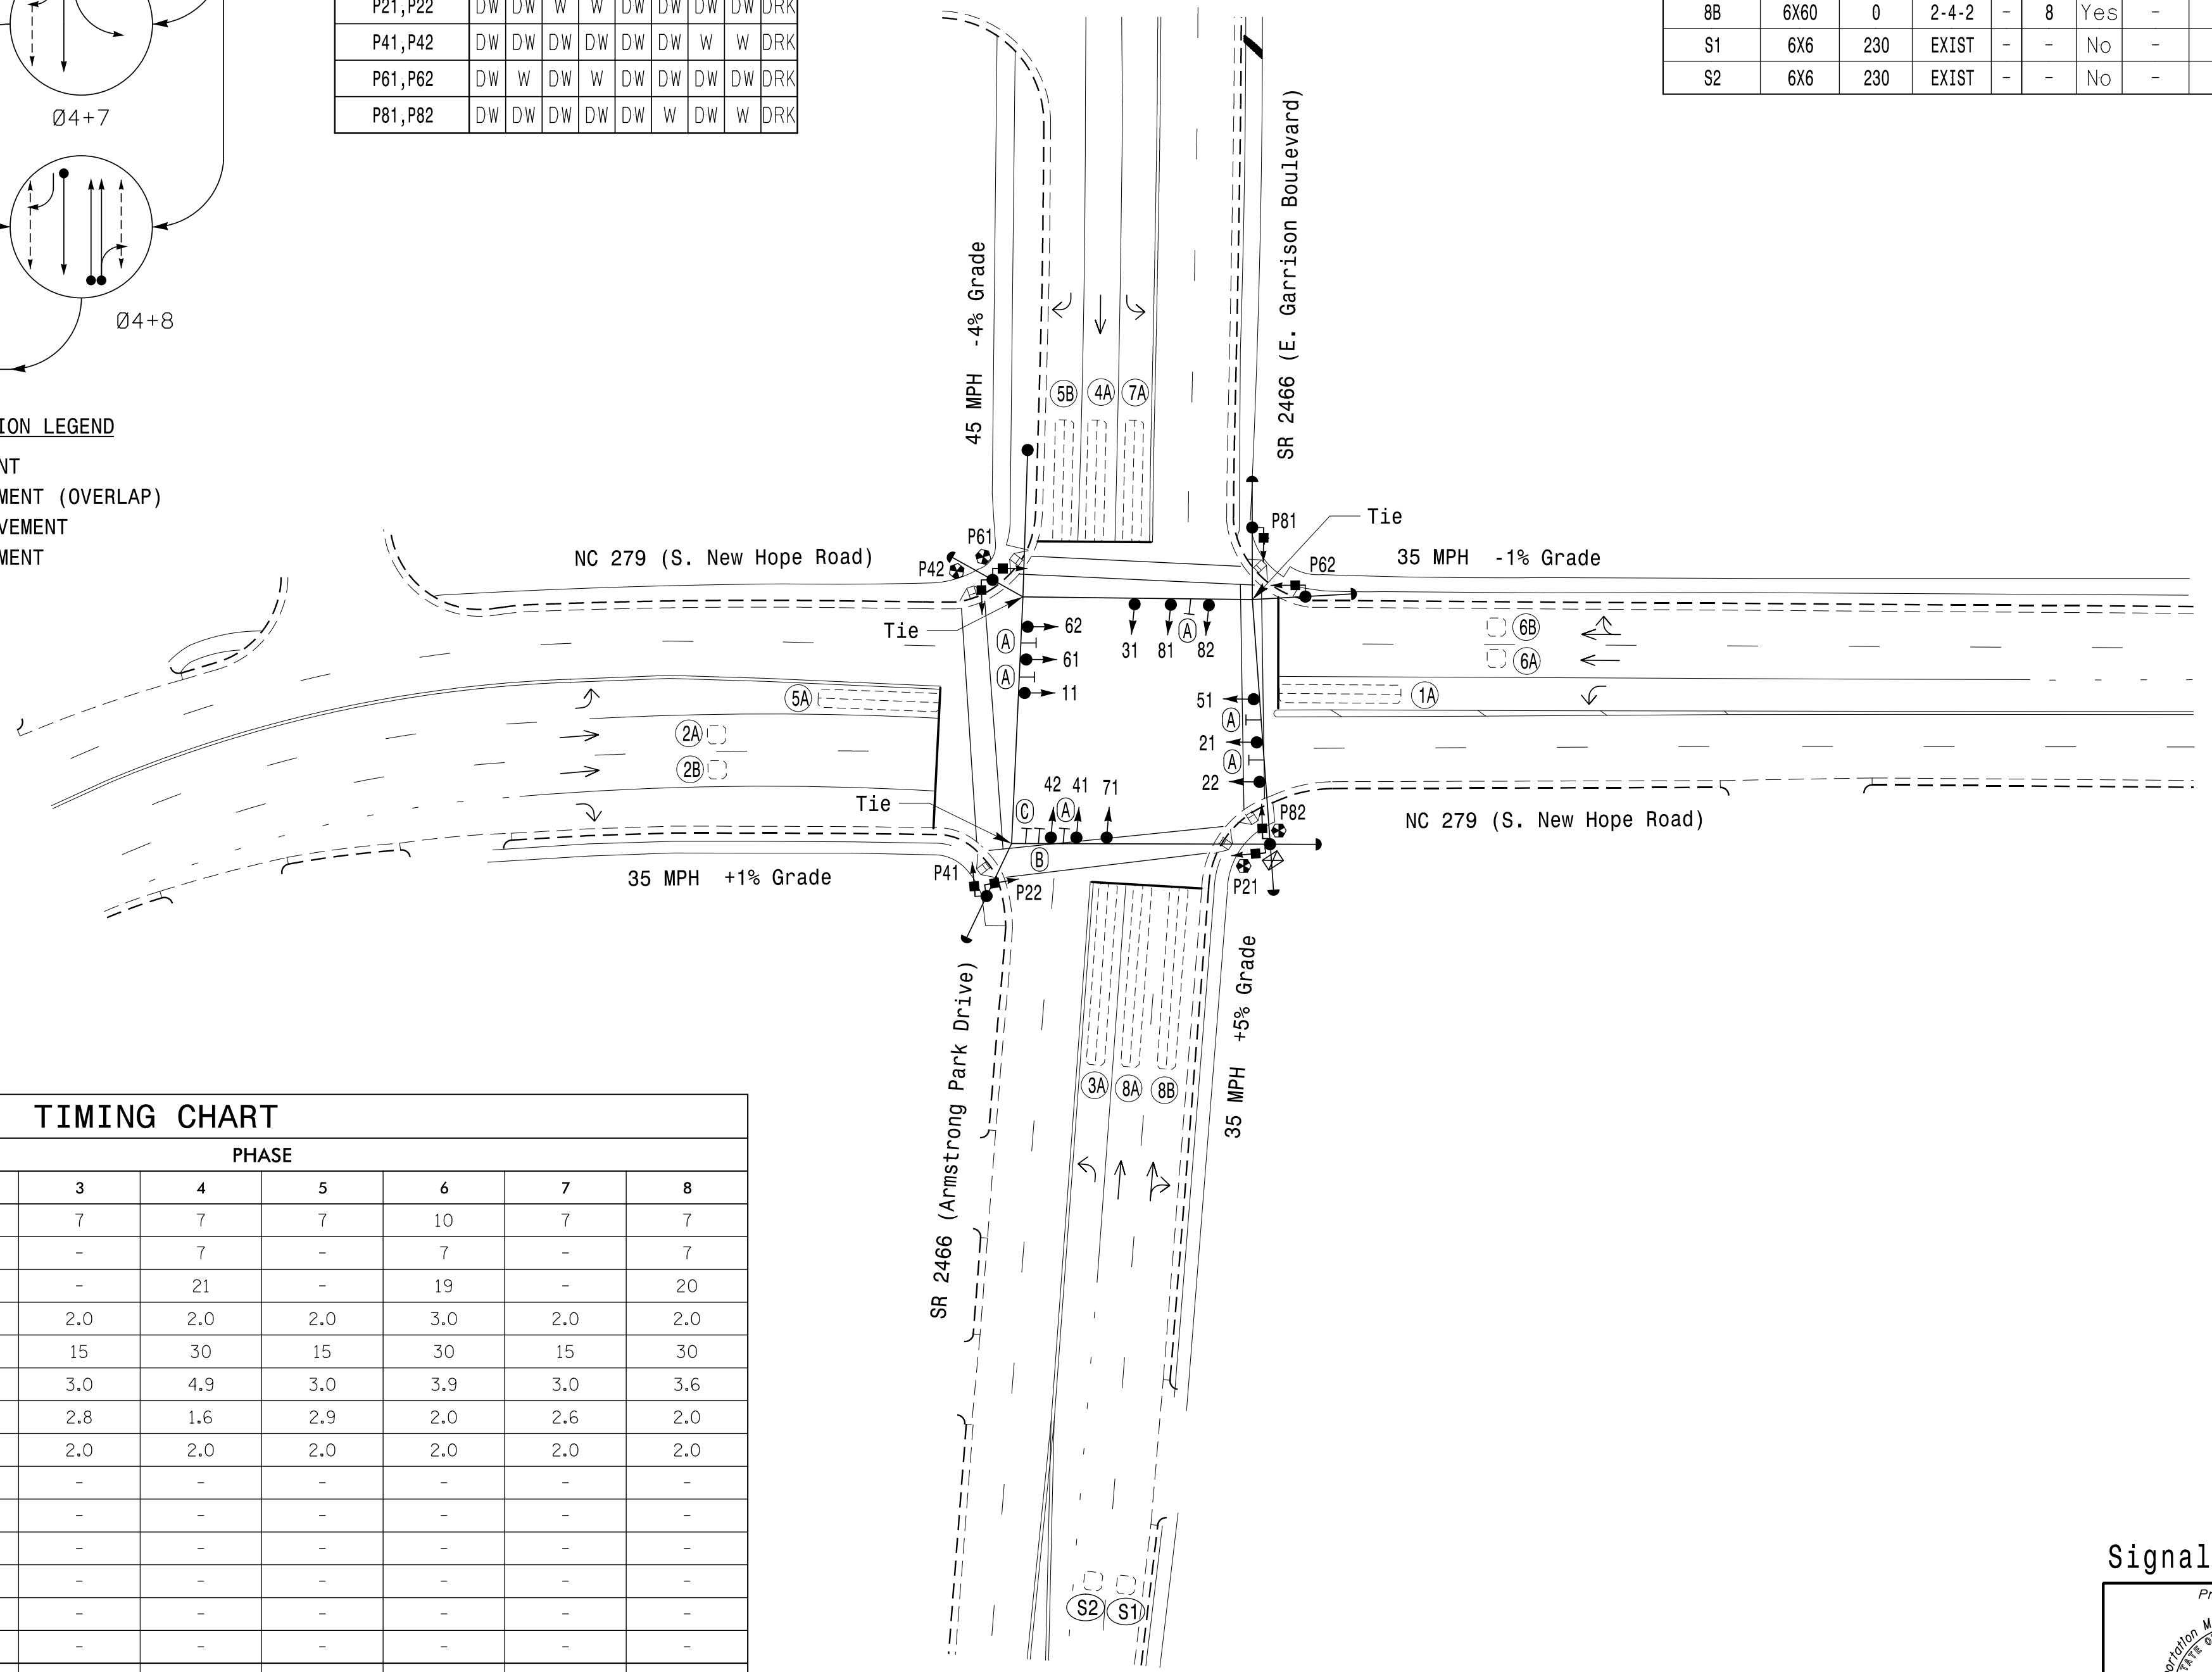 P21,P22 DW DW W W DW DW DW DW DRK
P41,P42 DW DW DW DW DW DW W W DRK
P61,P62 DW W DW W DW DW DW DW DRK
P81,P82 DW DW DW DW DW W DW W DRK
8B 6X60 0 2-4-2 - 8 Yes -
S1 6X6 230 EXIST - - No -
S2 6X6 230 EXIST - - No -
Ø4+7
Ø4+8
ION LEGEND
NT
MENT (OVERLAP)
VEMENT
MENT
45 MPH -4% Grade
SR 2466 (E. Garrison Boulevard)
5B 4A 7A
P61
P42
P81
Tie
P62
NC 279 (S. New Hope Road)
35 MPH -1% Grade
Tie
A 62
A 61
11
31 81 A 82
6B
6A
1A
5A
2A
2B
51
A
21
A
22
Tie
C 42 A 41 71
B
P82
P41
P22
P21
NC 279 (S. New Hope Road)
35 MPH +1% Grade
SR 2466 (Armstrong Park Drive)
35 MPH +5% Grade
3A 8A 8B
S2 S1
TIMING CHART
PHASE
3 4 5 6 7 8
7 7 7 10 7 7
- 7 - 7 - 7
- 21 - 19 - 20
2.0 2.0 2.0 3.0 2.0 2.0
15 30 15 30 15 30
3.0 4.9 3.0 3.9 3.0 3.6
2.8 1.6 2.9 2.0 2.6 2.0
2.0 2.0 2.0 2.0 2.0 2.0
- - - - - -
- - - - - -
- - - - - -
- - - - - -
- - - - - -
- - - - - -
Signal
Pr
ortation M
STATE O